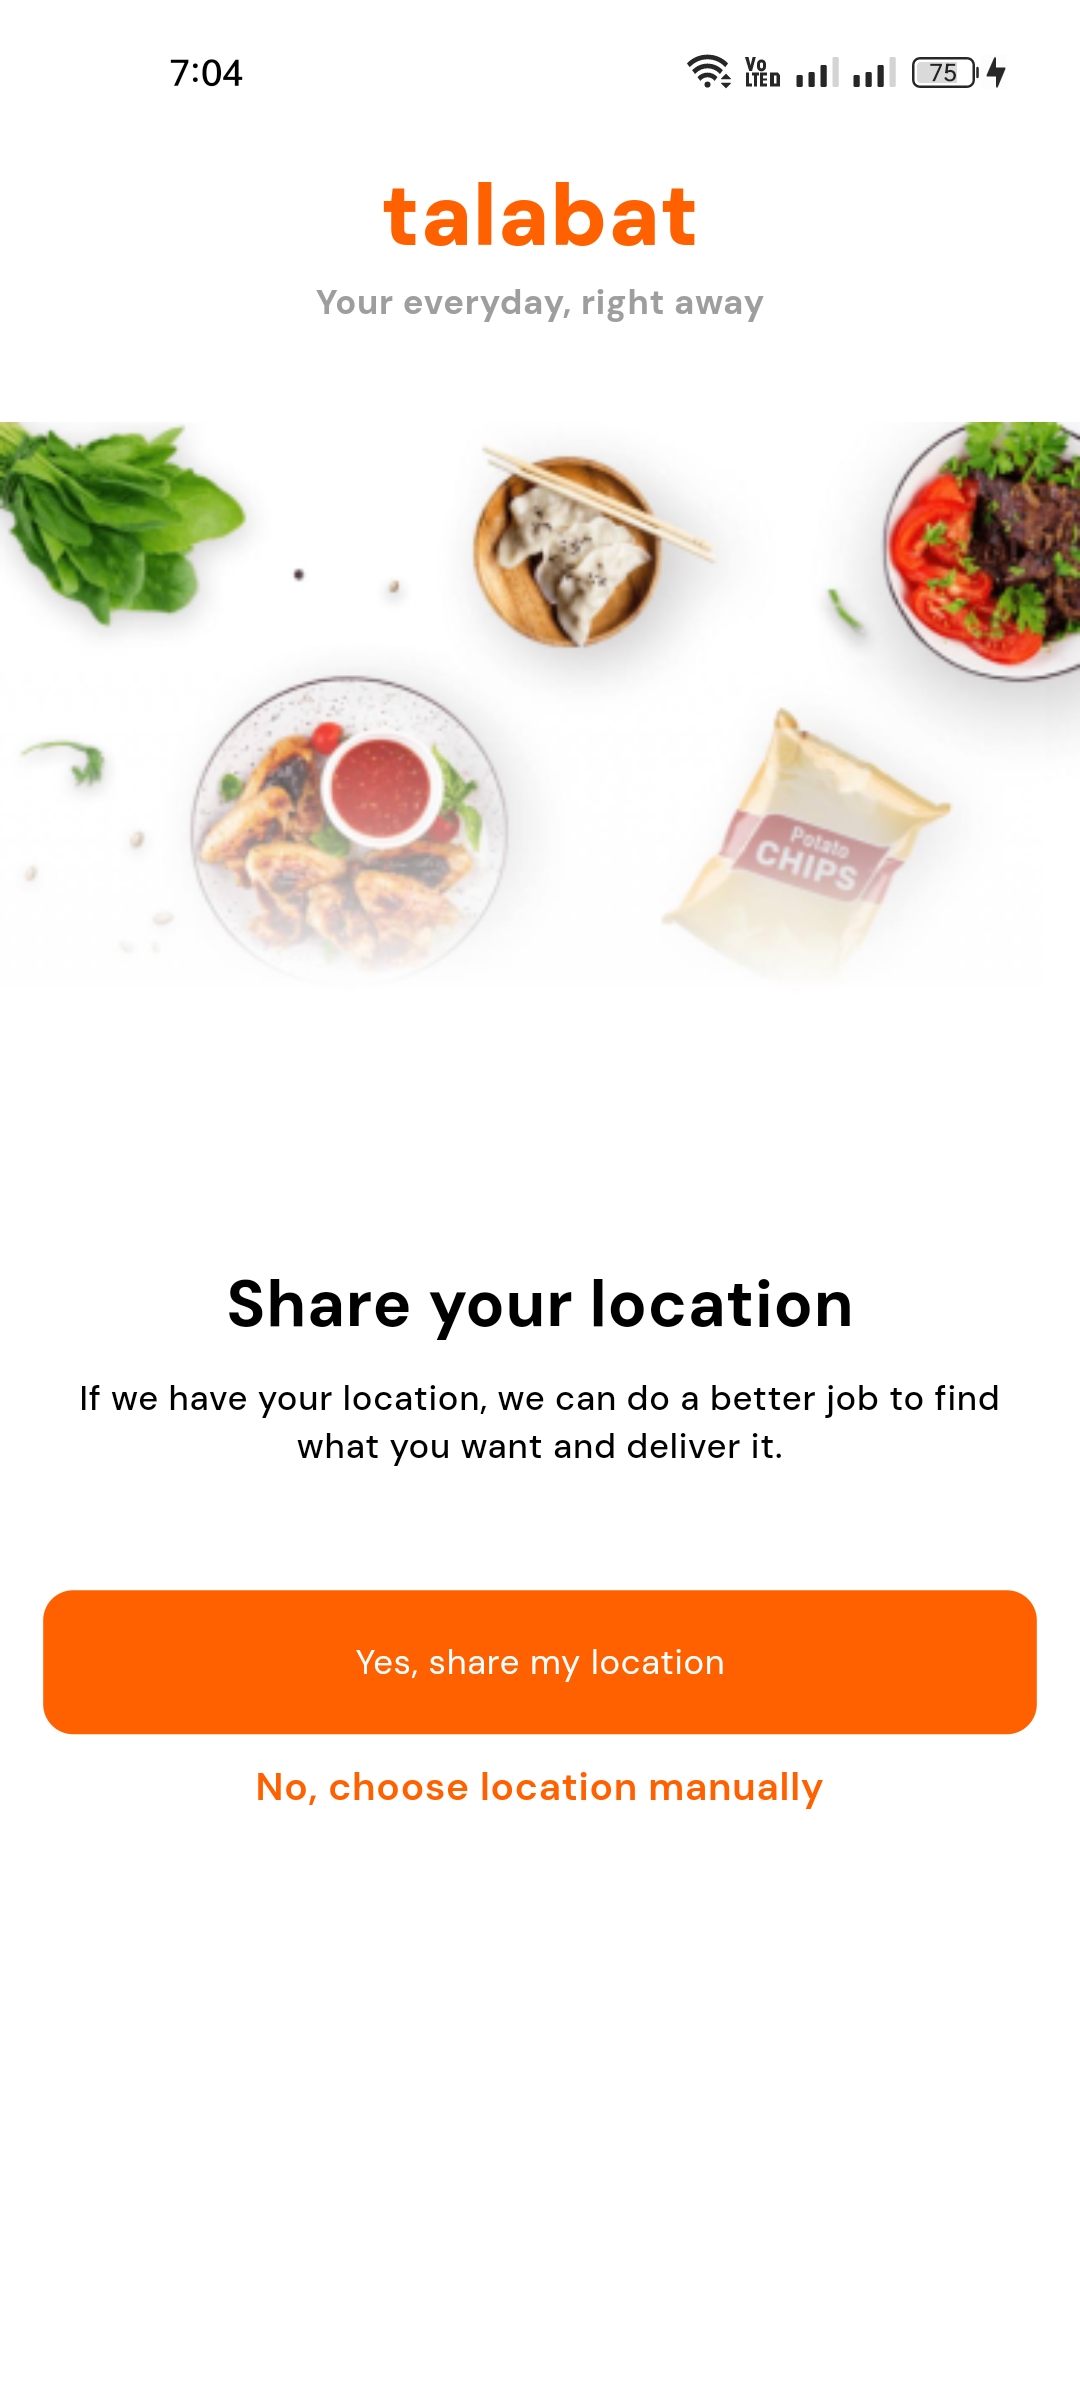 7:04
Vo
LTE
75
talabat
Your everyday, right away
Potato
CHIPS
Share your location
If we have your location, we can do a better job to find
what you want and deliver it.
Yes, share my location
No, choose location manually